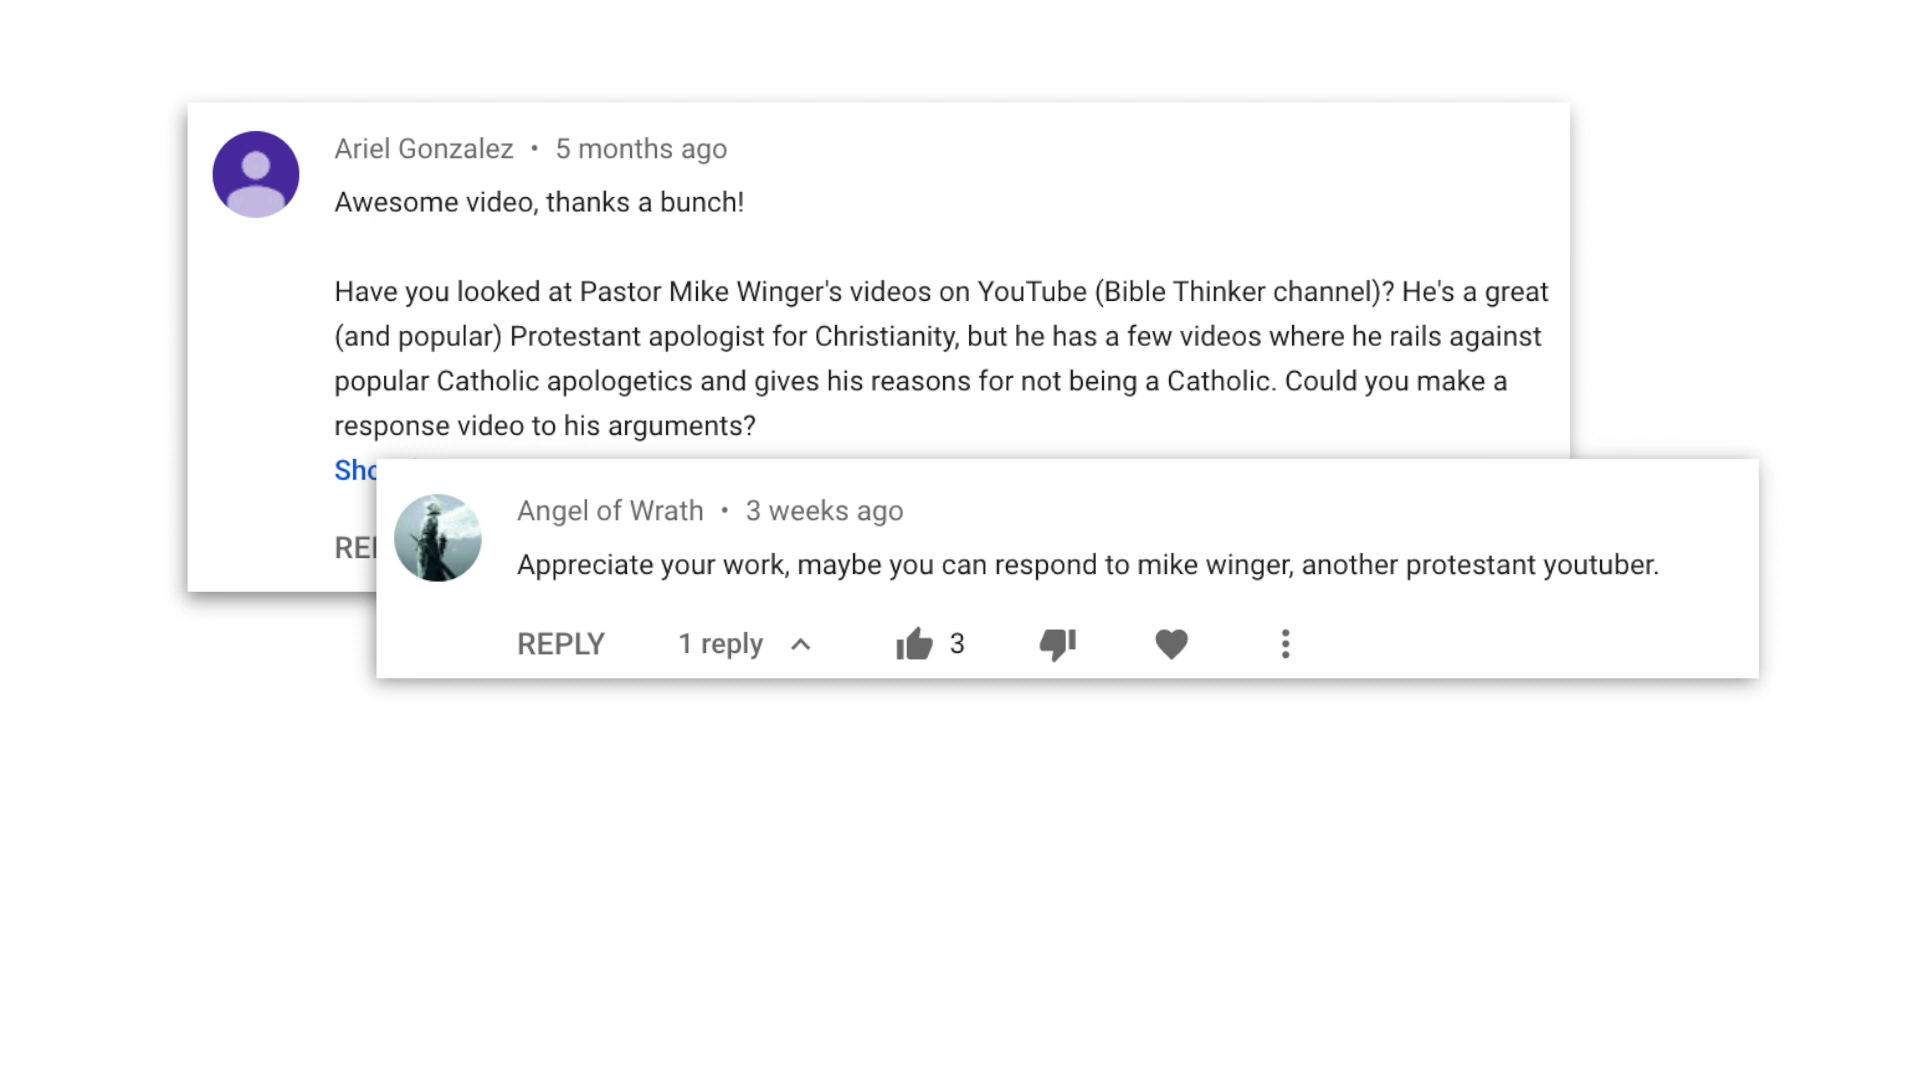 Ariel Gonzalez • 5 months ago
Awesome video, thanks a bunch!
Have you looked at Pastor Mike Winger's videos on YouTube (Bible Thinker channel)? He's a great
(and popular) Protestant apologist for Christianity, but he has a few videos where he rails against
popular Catholic apologetics and gives his reasons for not being a Catholic. Could you make a
response video to his arguments?
Angel of Wrath • 3 weeks ago
Appreciate your work, maybe you can respond to mike winger, another protestant youtuber.
REPLY 1 reply 3